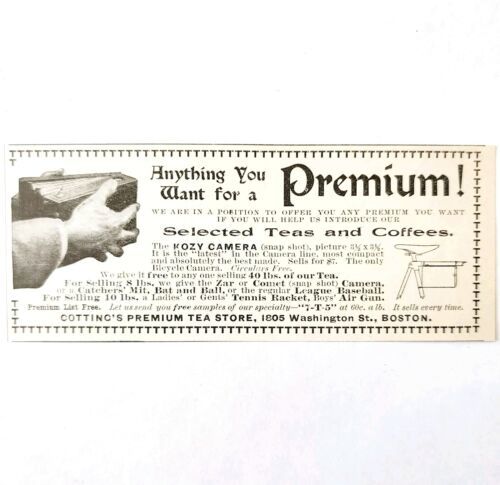 Anything You
Want for a Premium!
WE ARE IN A POSITION TO OFFER YOU ANY PREMIUM YOU WANT
IF YOU WILL HELP US INTRODUCE OUR
Selected Teas and Coffees.
The KOZY CAMERA (snap shot), picture 3½ x 3½.
It is the "latest" in the Camera line, most compact
and absolutely the best made. Sells for $7. The only
Bicycle Camera. Circulars Free.
We give it free to any one selling 40 lbs. of our Tea.
For Selling 8 lbs. we give the Zar or Comet (snap shot) Camera,
or a Catchers' Mit, Bat and Ball, or the regular League Baseball.
For Selling 10 lbs. a Ladies' or Gents' Tennis Racket, Boys' Air Gun.
Premium List Free. Let us send you free samples of our specialty—"7-T-5" at 60c. a lb. It sells every time.
COTTING'S PREMIUM TEA STORE, 1805 Washington St., BOSTON.